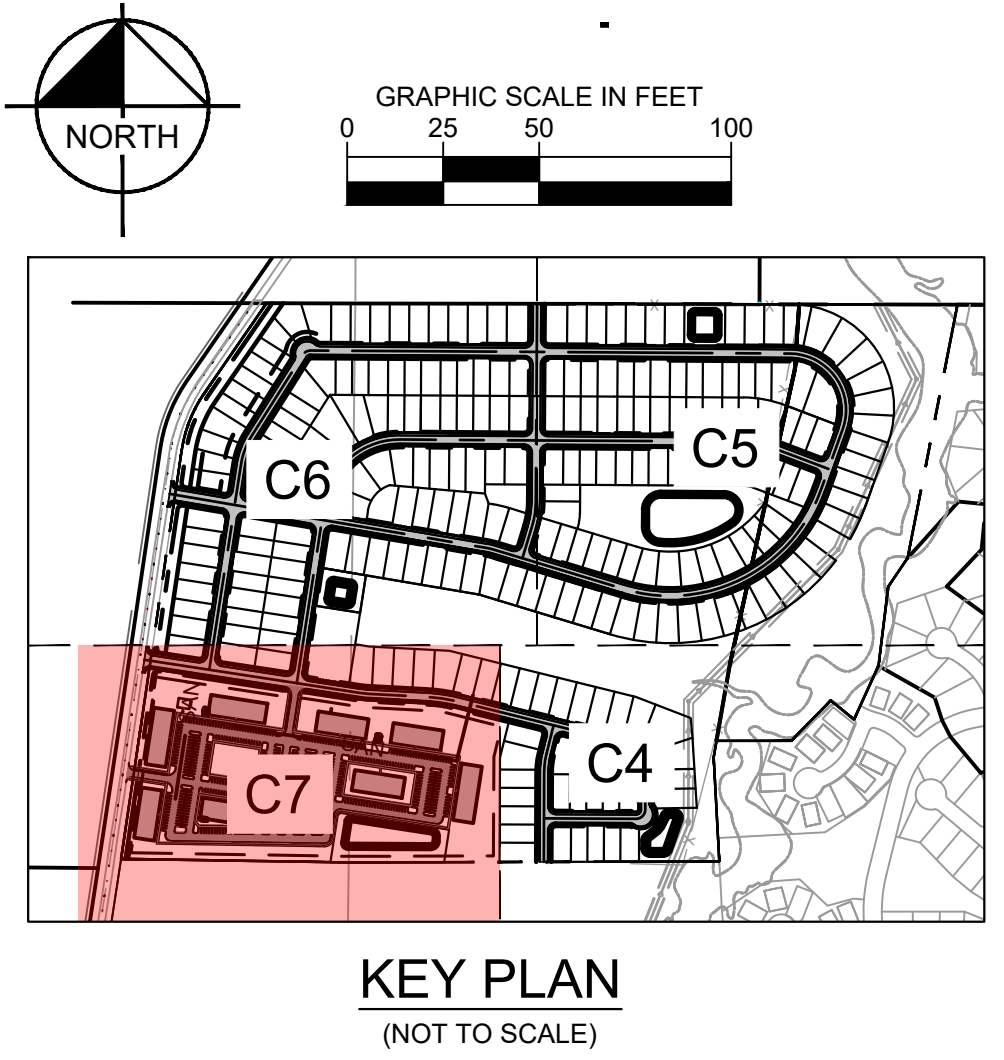 NORTH
GRAPHIC SCALE IN FEET
0 25 50 100
C5
C6
C4
C7
KEY PLAN
(NOT TO SCALE)